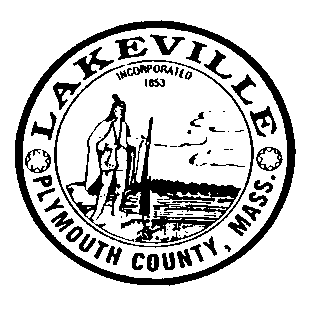 LAKEVILLE
INCORPORATED
1853
PLYMOUTH COUNTY, MASS.